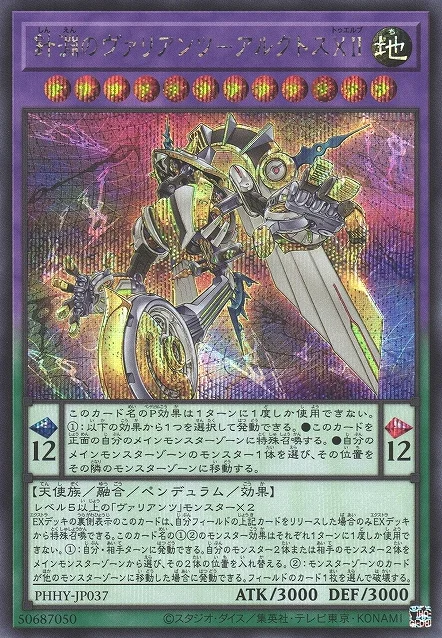 軒轅のヴァリアンツ－アルクトスⅩⅡ
トゥエルブ
地
このカード名のP効果は1ターンに1度しか使用できない。
①:以下の効果から1つを選択して発動できる。●このカードを
正面の自分のメインモンスターゾーンに特殊召喚する。●自分の
メインモンスターゾーンのモンスター1体を選び、その位置を
その隣のモンスターゾーンに移動する。
12
12
【天使族/融合/ペンデュラム/効果】
レベル5以上の「ヴァリアンツ」モンスター×2
EXデッキの裏側表示のこのカードは、自分フィールドの上記カードをリリースした場合のみEXデッキ
から特殊召喚できる。このカード名の①②のモンスター効果はそれぞれ1ターンに1度しか使用で
きない。①:自分・相手ターンに発動できる。自分のメインモンスター2体または相手のモンスター2体を
メインモンスターゾーンから選び、その2体の位置を入れ替える。②:モンスターゾーンのカード
が他のモンスターゾーンに移動した場合に発動できる。フィールドのカード1枚を選んで破壊する。
PHHY-JP037
ATK/3000
DEF/3000
50687050
©スタジオ・ダイス/集英社・テレビ東京・KONAMI